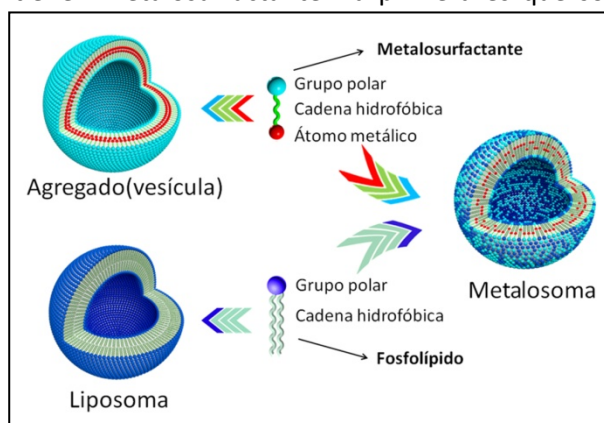 Metalosurfactante
Grupo polar
Cadena hidrofóbica
Átomo metálico
Agregado(vesícula)
Metalosoma
Grupo polar
Cadena hidrofóbica
Fosfolípido
Liposoma